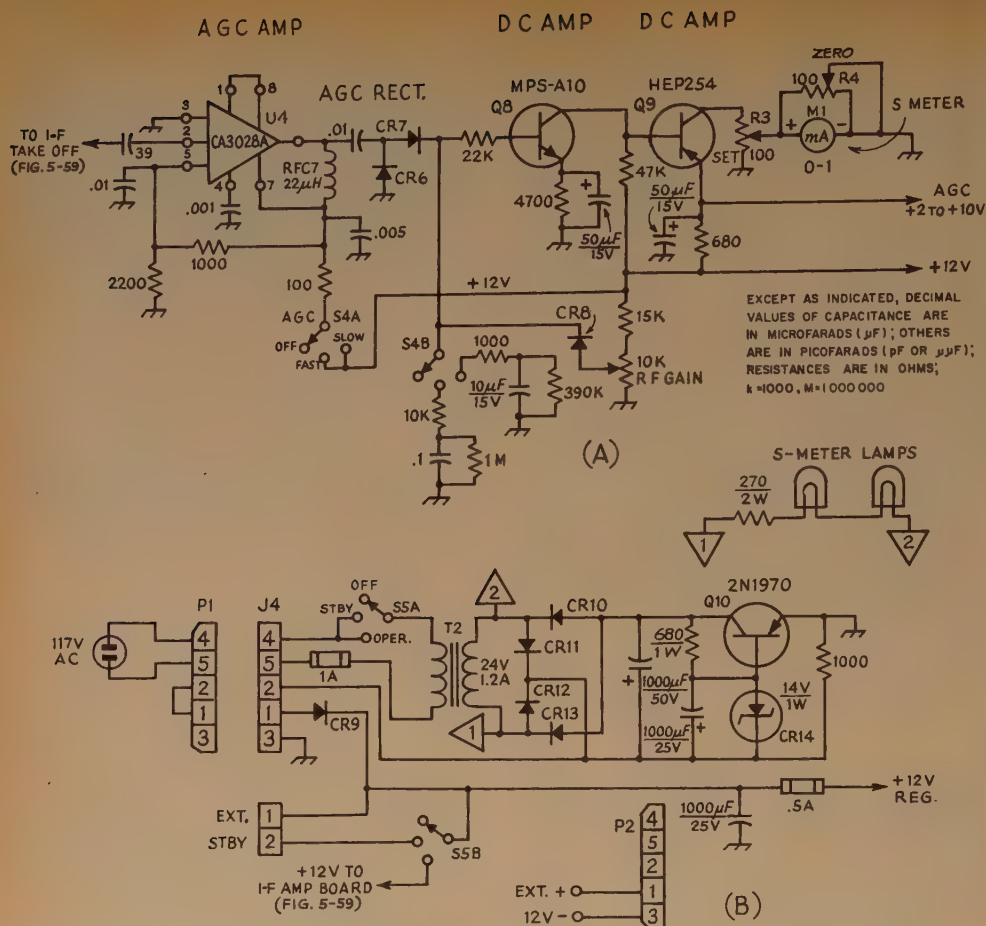 AGC AMP
DC AMP
DC AMP
MPS-A10
HEP254
ZERO
100
R4
AGC RECT.
Q8
Q9
R3
M1
+
mA
−
S METER
0-1
SET
100
1
8
U4
3
2
5
CA3028A
4
7
TO I-F
TAKE OFF
(FIG. 5-59)
39
.01
.001
.01
CR7
CR6
RFC7
22µH
.005
22K
4700
+
50µF
15V
47K
50µF
15V
+
680
AGC
+2 TO +10V
+12V
1000
2200
100
+12V
AGC
S4A
OFF
SLOW
FAST
S4B
1000
10µF
15V
390K
10K
.1
1M
CR8
15K
10K
RF GAIN
EXCEPT AS INDICATED, DECIMAL
VALUES OF CAPACITANCE ARE
IN MICROFARADS (µF); OTHERS
ARE IN PICOFARADS (pF OR µµF);
RESISTANCES ARE IN OHMS;
k=1000, M=1000000
(A)
S-METER LAMPS
270
2W
1
2
P1
J4
OFF
STBY
S5A
OPER.
2
T2
CR10
2N1970
Q10
117V
AC
4
5
2
1
3
4
5
2
1
3
1A
CR9
24V
1.2A
CR11
CR12
CR13
1
680
1W
1000µF
50V
+
1000µF
25V
+
14V
1W
CR14
1000
EXT.
1
STBY
2
S5B
+12V TO
I-F AMP BOARD
(FIG. 5-59)
1000µF
25V
.5A
+12V
REG.
P2
4
5
2
1
3
EXT. +
12V −
(B)